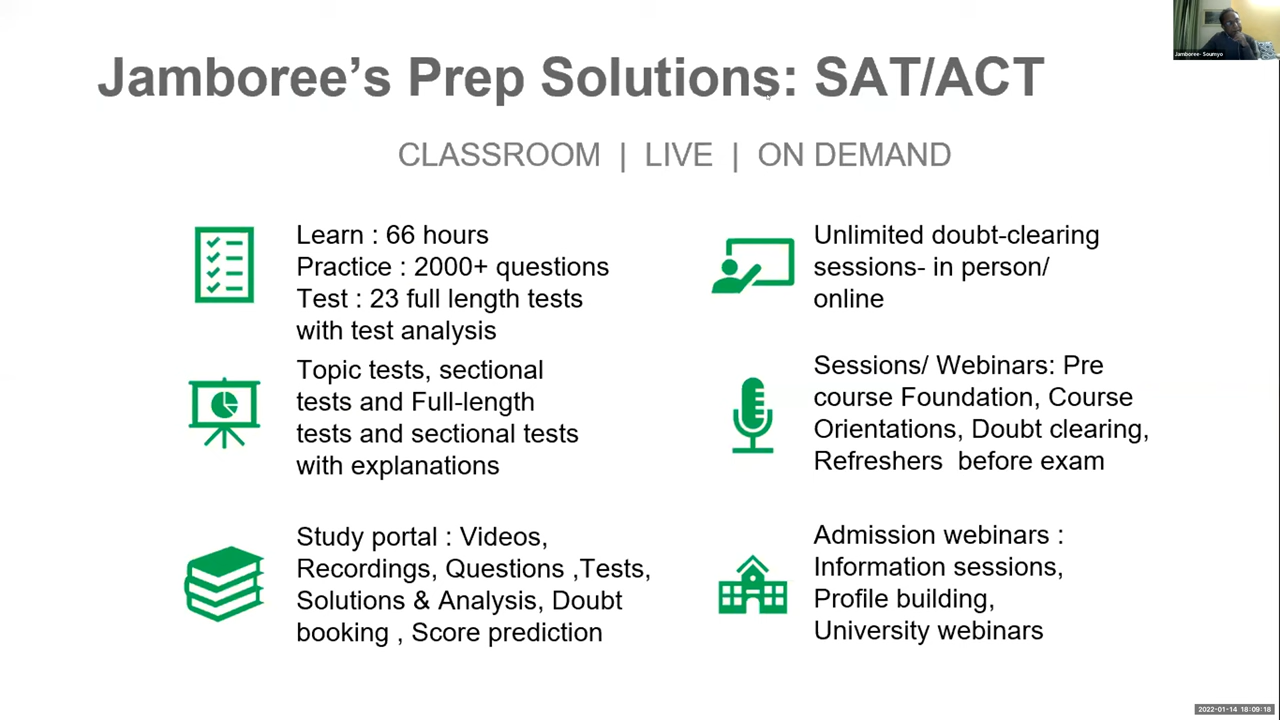 Jamboree- Soumyo
Jamboree’s Prep Solutions: SAT/ACT
CLASSROOM | LIVE | ON DEMAND
Learn : 66 hours
Practice : 2000+ questions
Test : 23 full length tests
with test analysis
Unlimited doubt-clearing
sessions- in person/
online
Topic tests, sectional
tests and Full-length
tests and sectional tests
with explanations
Sessions/ Webinars: Pre
course Foundation, Course
Orientations, Doubt clearing,
Refreshers  before exam
Study portal : Videos,
Recordings, Questions ,Tests,
Solutions & Analysis, Doubt
booking , Score prediction
Admission webinars :
Information sessions,
Profile building,
University webinars
2022-01-14 18:09:18